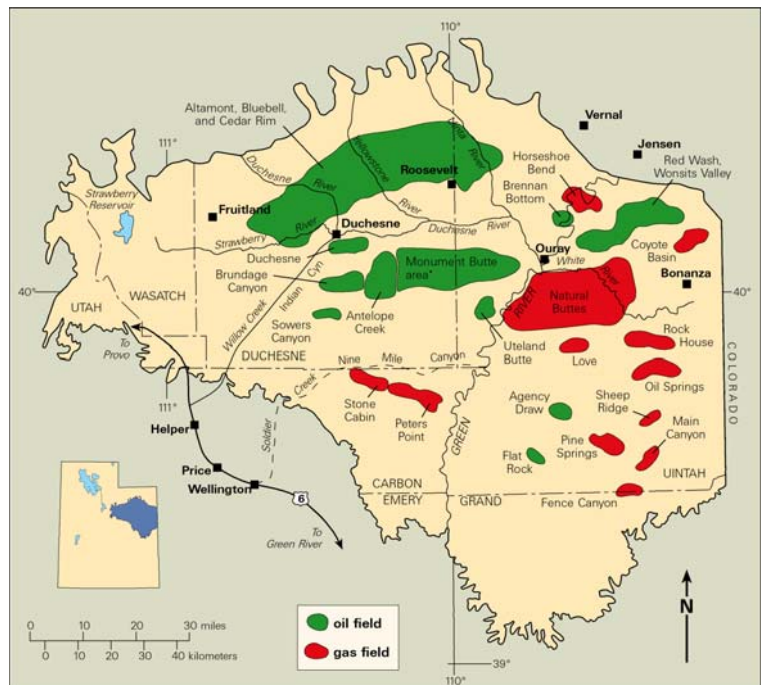 110°
Vernal
Altamont, Bluebell,
and Cedar Rim
111°
Jensen
Uinta
River
Yellowstone
River
Horseshoe
Bend
Red Wash,
Wonsits Valley
Duchesne
River
Roosevelt
Brennan
Bottom
Strawberry
Reservoir
Fruitland
Strawberry
River
Duchesne
Duchesne
River
Ouray
White
River
Coyote
Basin
Bonanza
Duchesne
Brundage
Canyon
Monument Butte
area*
40°
40°
UTAH
WASATCH
Willow Creek
Indian Cyn
Antelope
Creek
RIVER
Natural
Buttes
Sowers
Canyon
Uteland
Butte
To
Provo
DUCHESNE
Nine Mile Canyon
Creek
Love
Rock
House
COLORADO
Oil Springs
111°
Stone
Cabin
Peters
Point
Agency
Draw
Sheep
Ridge
Main
Canyon
Helper
Soldier
GREEN
Flat
Rock
Pine
Springs
Price
Wellington
6
CARBON
EMERY
GRAND
UINTAH
Fence Canyon
To
Green River
N
0 10 20 30 miles
0 10 20 30 40 kilometers
oil field
gas field
39°
110°